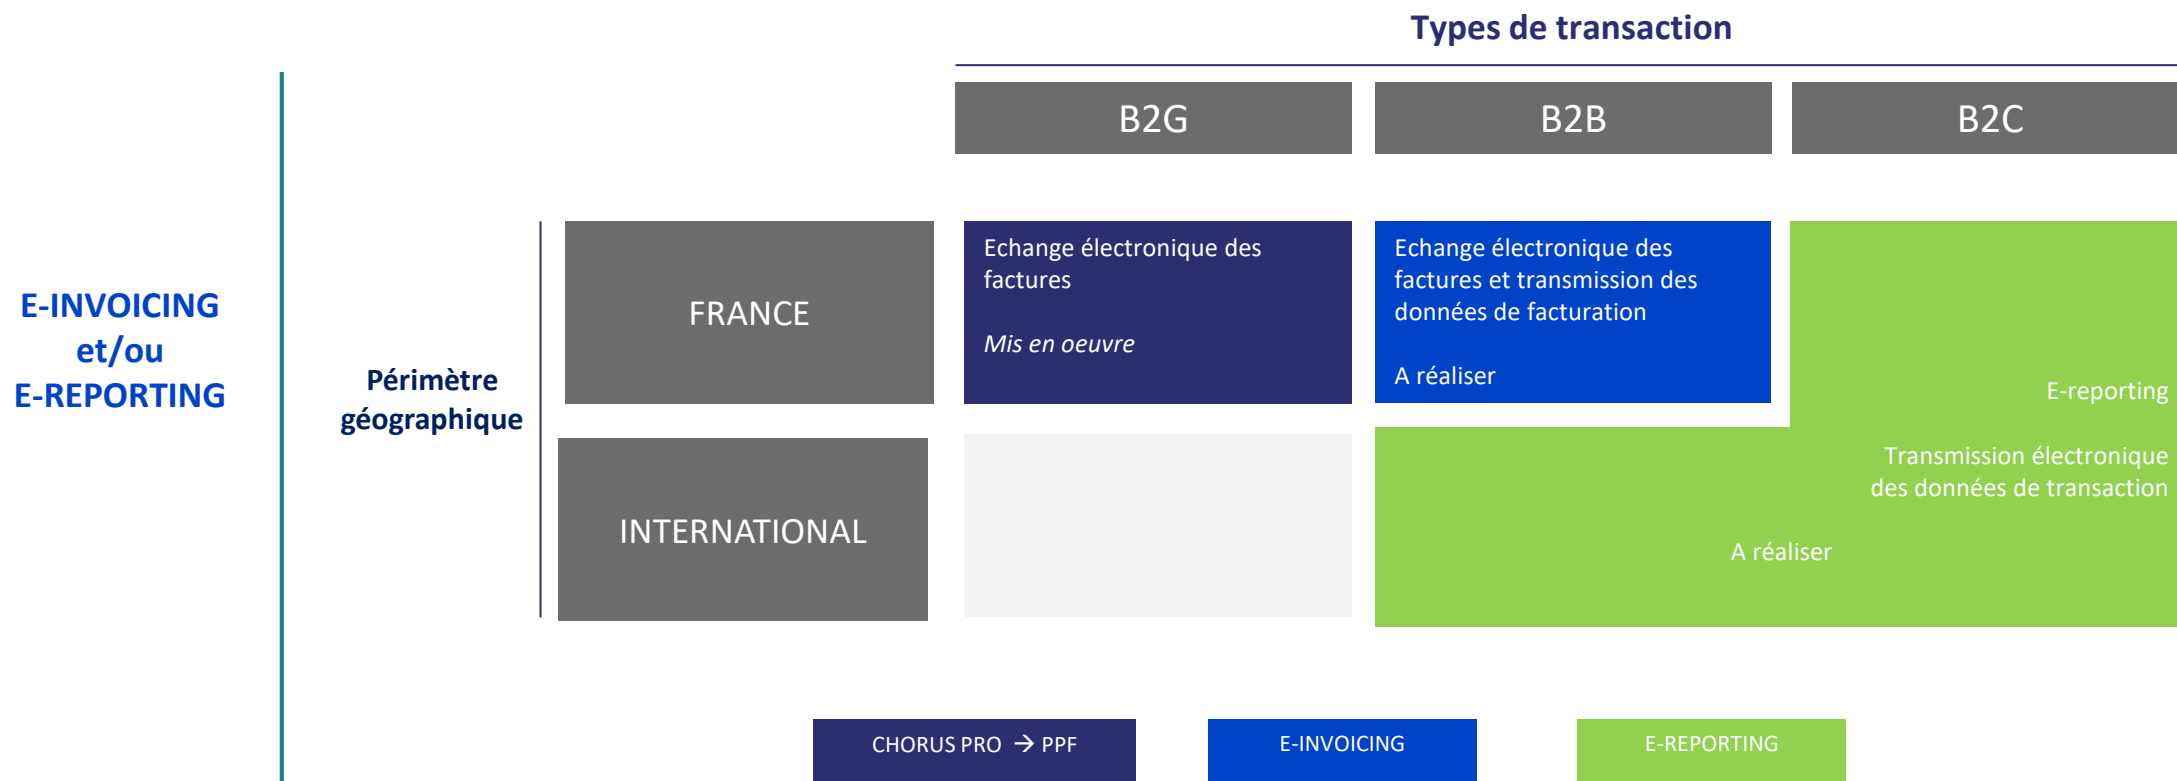 Types de transaction
B2G
B2B
B2C
E-INVOICING
et/ou
E-REPORTING
Périmètre
géographique
FRANCE
Echange électronique des
factures
Mis en oeuvre
Echange électronique des
factures et transmission des
données de facturation
A réaliser
E-reporting
Transmission électronique
des données de transaction
A réaliser
INTERNATIONAL
CHORUS PRO → PPF
E-INVOICING
E-REPORTING